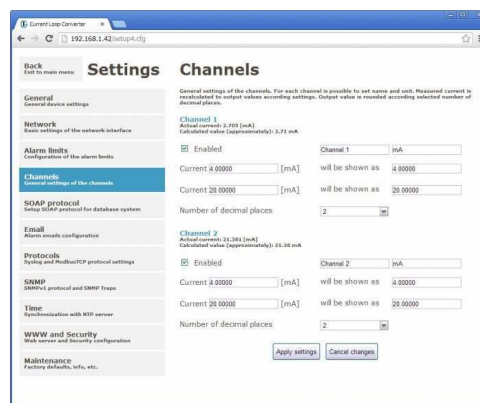 Current Loop Converter
192.168.1.42/setup4.cfg
Back
Exit to main menu
Settings
General
General device settings
Network
Basic settings of the network interface
Alarm limits
Configuration of the alarm limits
Channels
General settings of the channels
SOAP protocol
Setup SOAP protocol for database system
Email
Alarm emails configuration
Protocols
Syslog and ModbusTCP protocol settings
SNMP
SNMPv1 protocol and SNMP Traps
Time
Synchronization with NTP server
WWW and Security
Web server and Security configuration
Maintenance
Factory defaults, info, etc.
Channels
General settings of the channels. For each channel is possible to set name and unit. Measured current is
recalculated to output values according settings. Output value is rounded according selected number of
decimal places.
Channel 1
Actual current: 2.705 [mA]
Calculated value (approximately): 2.71 mA
Enabled Channel 1 mA
Current 4.00000 [mA] will be shown as 4.00000
Current 20.00000 [mA] will be shown as 20.00000
Number of decimal places 2
Channel 2
Actual current: 21.381 [mA]
Calculated value (approximately): 21.38 mA
Enabled Channel 2 mA
Current 4.00000 [mA] will be shown as 4.00000
Current 20.00000 [mA] will be shown as 20.00000
Number of decimal places 2
Apply settings Cancel changes